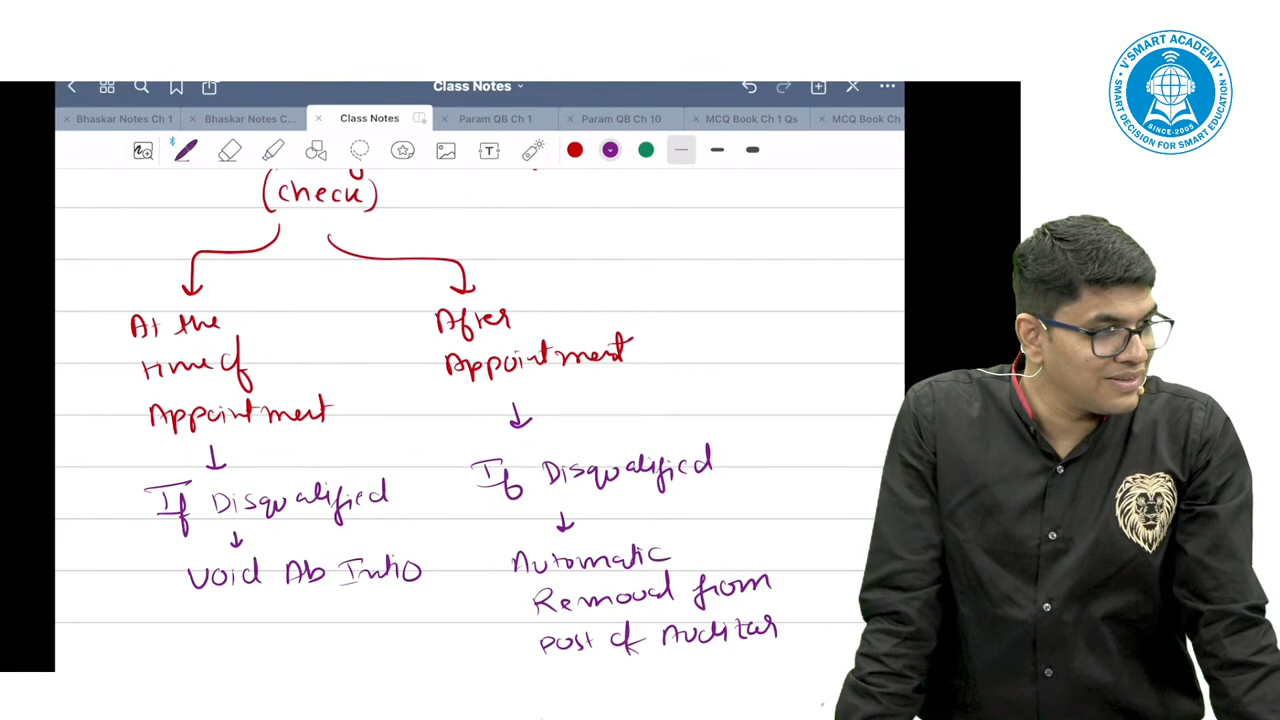 Class Notes
Bhaskar Notes Ch 1
Bhaskar Notes C...
Class Notes
Param QB Ch 1
Param QB Ch 10
MCQ Book Ch 1 Qs
MCQ Book Ch
T
(check)
At the
time of
Appointment
If Disqualified
Void Ab Initio
After
Appointment
If Disqualified
Automatic
Removal from
post of Auditor
V'SMART ACADEMY
SINCE-2005
SMART DECISION FOR SMART EDUCATION